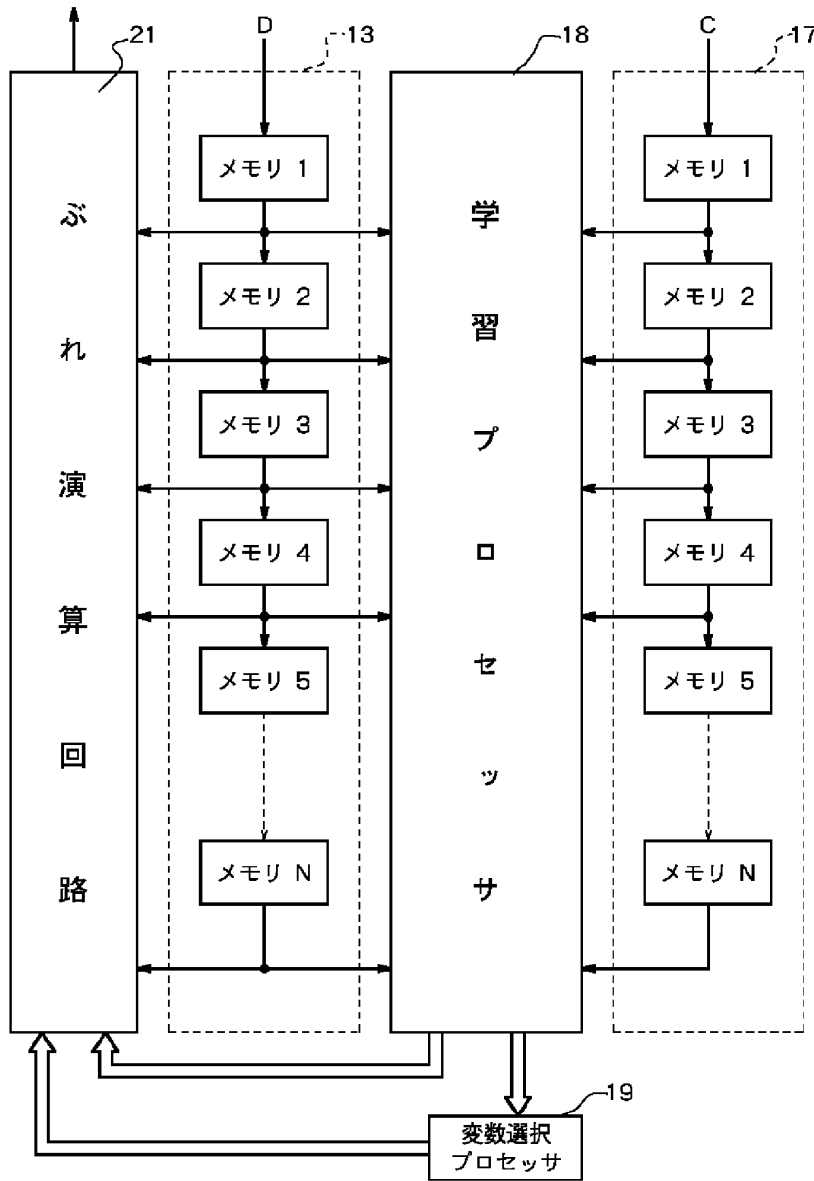 21
D
13
18
C
17
ぶれ演算回路
メモリ 1
メモリ 2
メモリ 3
メモリ 4
メモリ 5
メモリ N
学習プロセッサ
メモリ 1
メモリ 2
メモリ 3
メモリ 4
メモリ 5
メモリ N
19
変数選択
プロセッサ